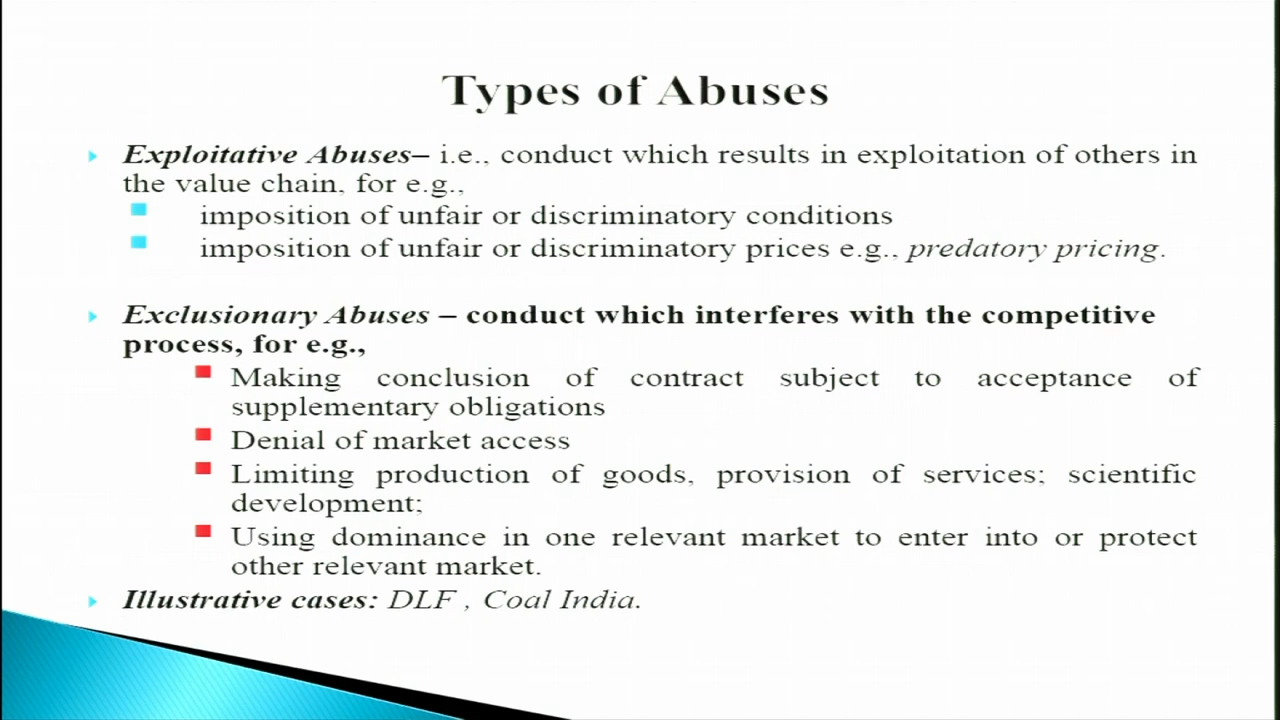 Types of Abuses
Exploitative Abuses– i.e., conduct which results in exploitation of others in
the value chain, for e.g.,
imposition of unfair or discriminatory conditions
imposition of unfair or discriminatory prices e.g., predatory pricing.
Exclusionary Abuses – conduct which interferes with the competitive
process, for e.g.,
Making conclusion of contract subject to acceptance of
supplementary obligations
Denial of market access
Limiting production of goods, provision of services; scientific
development;
Using dominance in one relevant market to enter into or protect
other relevant market.
Illustrative cases: DLF , Coal India.